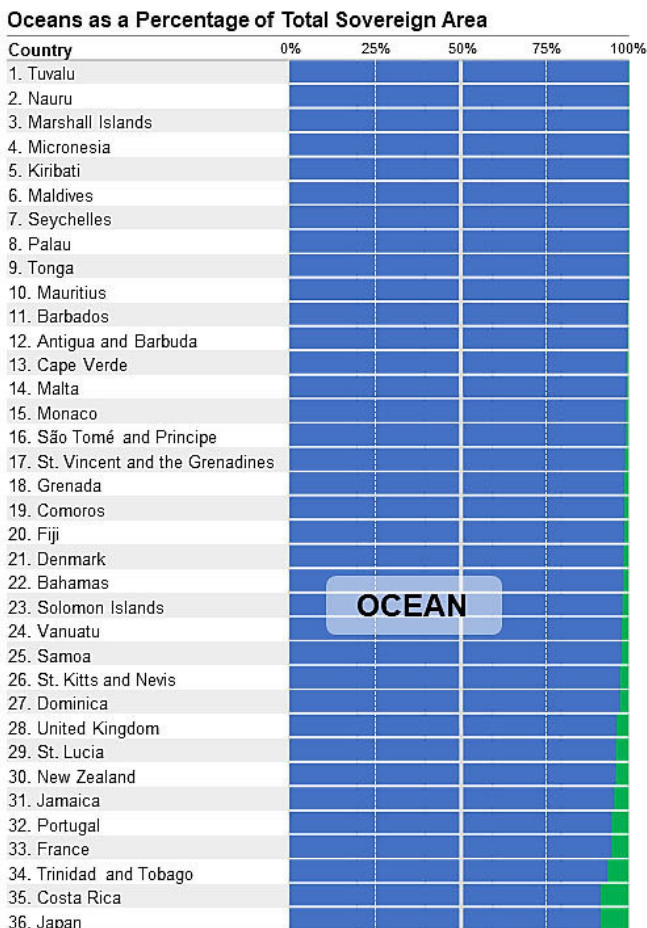 Oceans as a Percentage of Total Sovereign Area
Country 0% 25% 50% 75% 100%
1. Tuvalu
2. Nauru
3. Marshall Islands
4. Micronesia
5. Kiribati
6. Maldives
7. Seychelles
8. Palau
9. Tonga
10. Mauritius
11. Barbados
12. Antigua and Barbuda
13. Cape Verde
14. Malta
15. Monaco
16. São Tomé and Principe
17. St. Vincent and the Grenadines
18. Grenada
19. Comoros
20. Fiji
21. Denmark
22. Bahamas
23. Solomon Islands
OCEAN
24. Vanuatu
25. Samoa
26. St. Kitts and Nevis
27. Dominica
28. United Kingdom
29. St. Lucia
30. New Zealand
31. Jamaica
32. Portugal
33. France
34. Trinidad and Tobago
35. Costa Rica
36. Japan